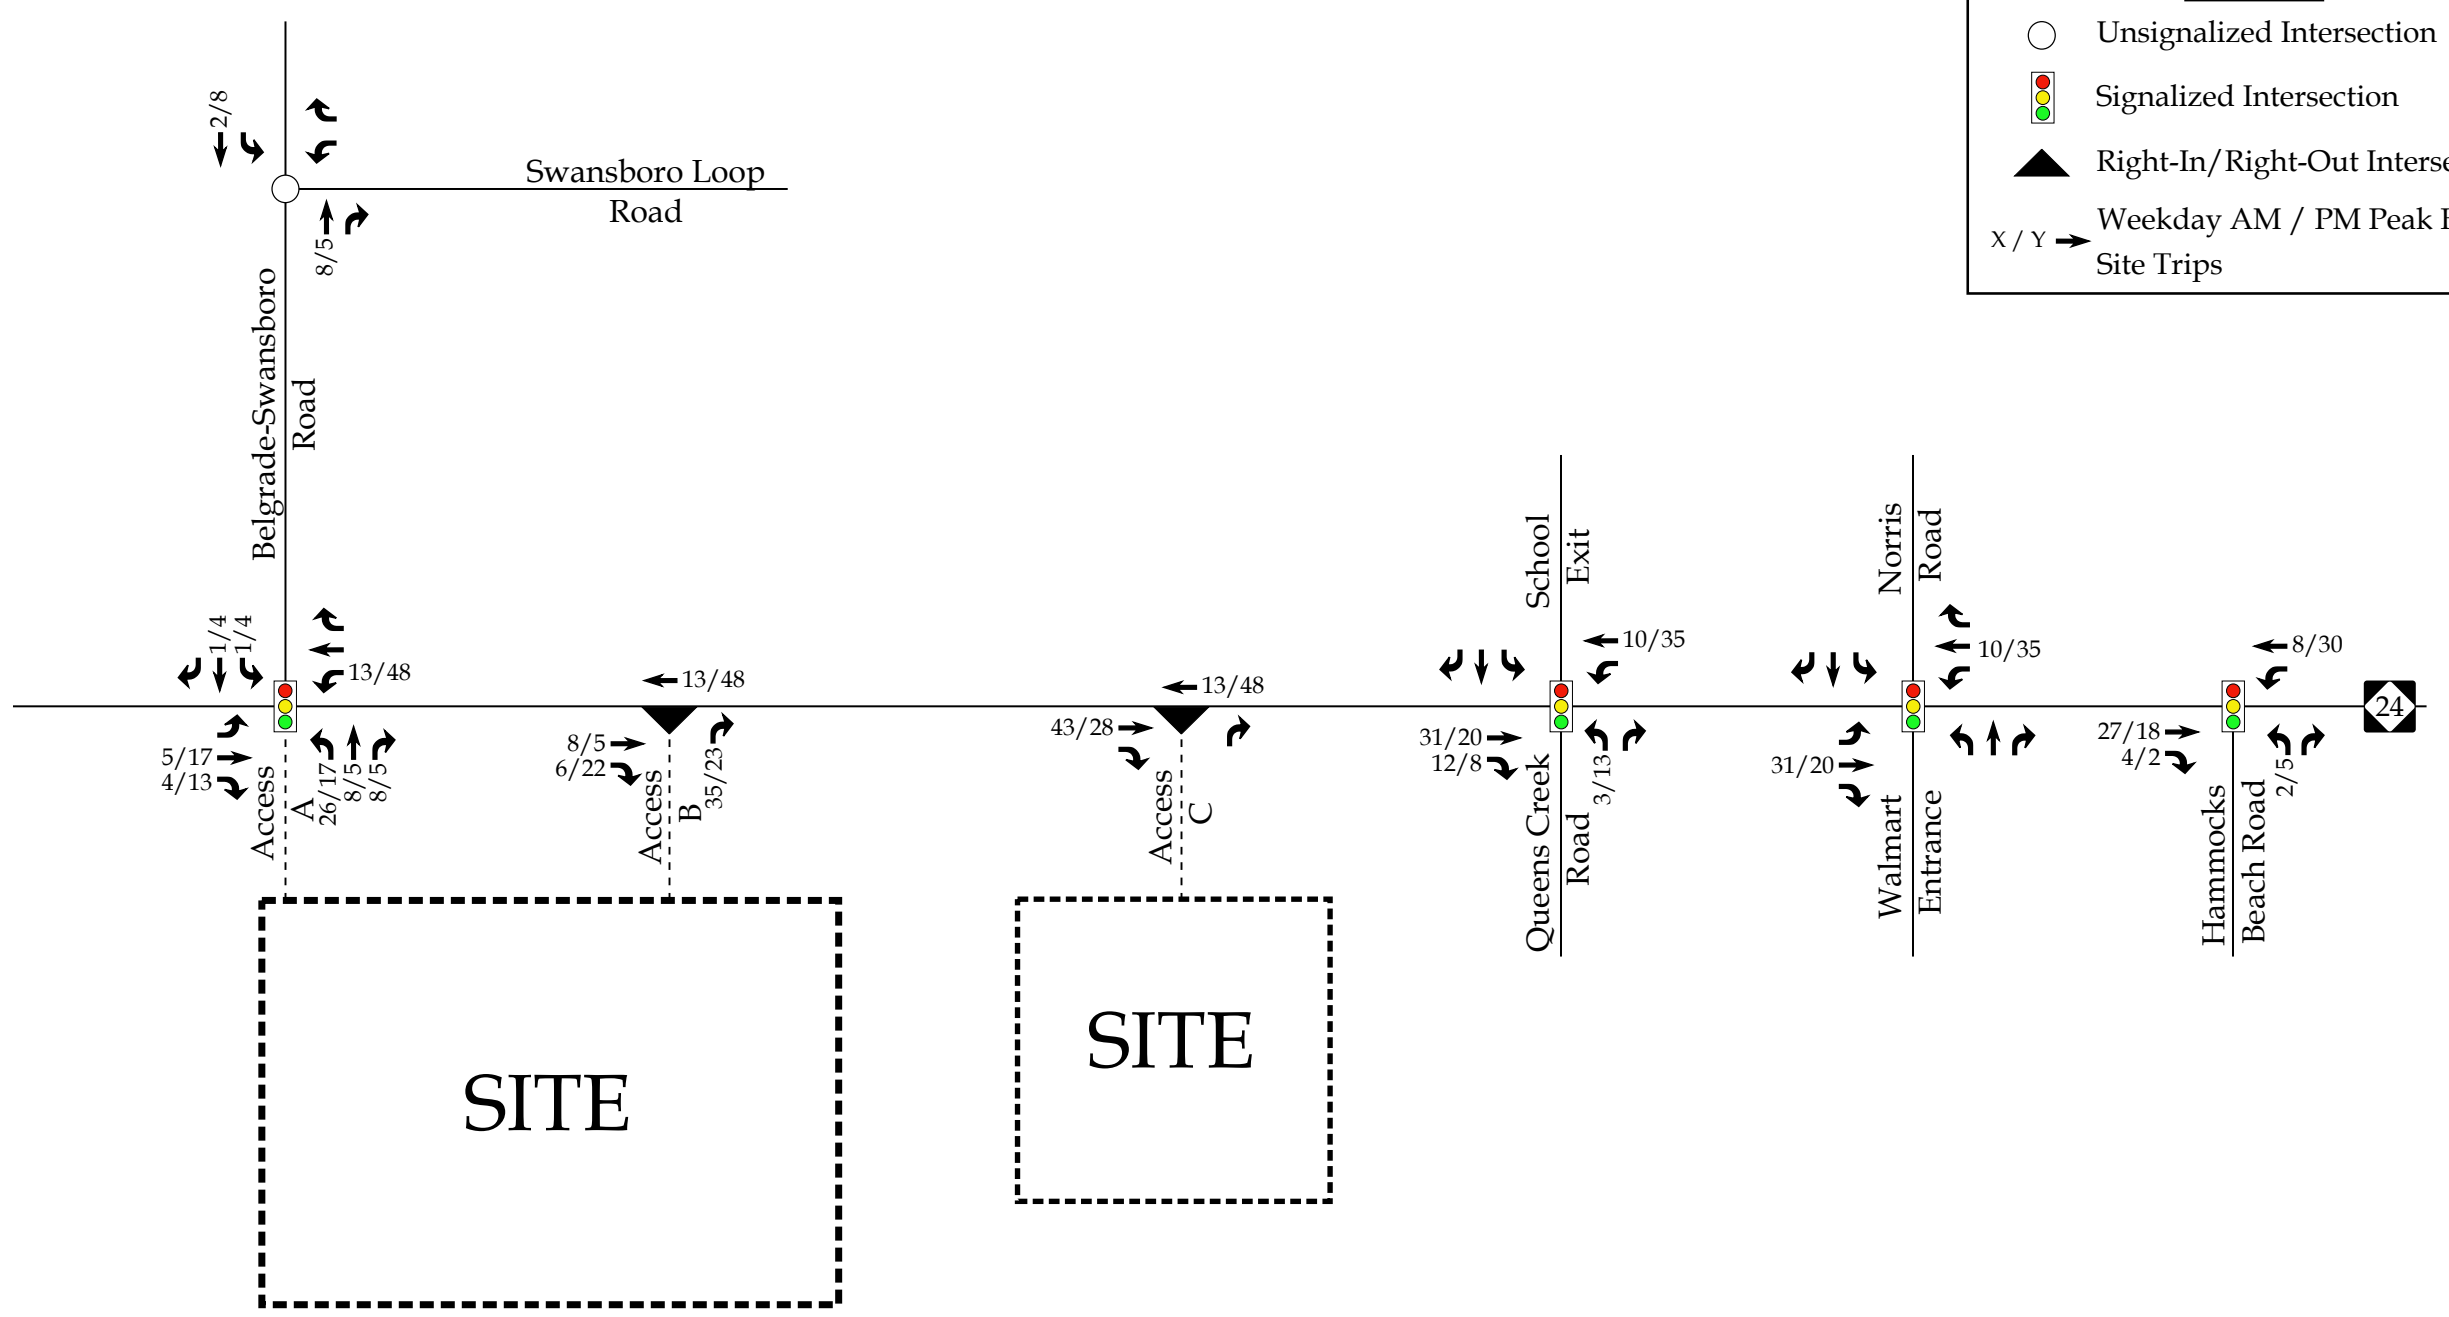 Unsignalized Intersection
Signalized Intersection
Right-In/Right-Out
X / Y
Weekday AM / PM Peak
Site Trips
2/8
Swansboro Loop
Road
8/5
Belgrade-Swansboro
Road
1/4
1/4
13/48
5/17
4/13
Access
A
26/17
8/5
8/5
13/48
8/5
6/22
Access
B
35/23
13/48
43/28
Access
C
School
Exit
10/35
31/20
12/8
Queens Creek
Road
3/13
Norris
Road
10/35
31/20
Walmart
Entrance
8/30
27/18
4/2
Hammocks
Beach Road
2/5
24
SITE
SITE